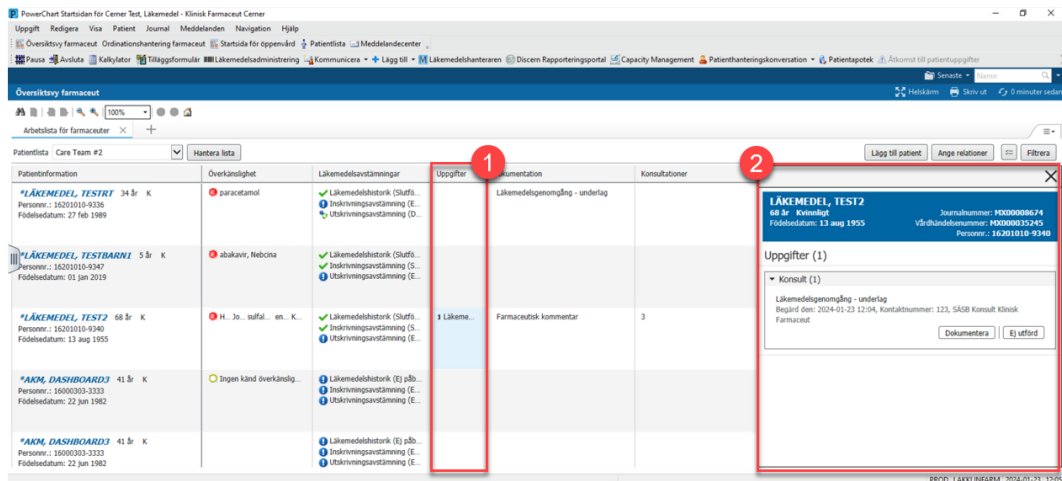 PowerChart Startsidan för Cerner Test, Läkemedel - Klinisk Farmaceut Cerner
Uppgift Redigera Visa Patient Journal Meddelanden Navigation Hjälp
Översiktsvy farmaceut Ordinationshantering farmaceut Startsida för öppenvård Patientlista Meddelandecenter
Pausa Avsluta Kalkylator Tilläggsformulär Läkemedelsadministrering Kommunicera Lägg till Läkemedelshanteraren Discern Rapporteringsportal Capacity Management Patienthanteringskonversation Patientapotek Åtkomst till patientuppgifter
Senaste Namn
Översiktsvy farmaceut Helskärm Skriv ut 0 minuter sedan
100%
Arbetslista för farmaceuter
Patientlista Care Team #2 Hantera lista Lägg till patient Ange relationer Filtrera
1 2
Patientinformation Överkänslighet Läkemedelsavstämningar Uppgifter Konsultationer
*LÄKEMEDEL, TESTRT 34 år K
Personnr.: 16201010-9336
Födelsedatum: 27 feb 1989
paracetamol
Läkemedelshistorik (Slutfö...
Inskrivningsavstämning (E...
Utskrivningsavstämning (D...
Läkemedelsgenomgång - underlag
*LÄKEMEDEL, TESTBARN1 5 år K
Personnr.: 16201010-9347
Födelsedatum: 01 jan 2019
abakavir, Nebcina
Läkemedelshistorik (Slutfö...
Inskrivningsavstämning (S...
Utskrivningsavstämning (E...
*LÄKEMEDEL, TEST2 68 år K
Personnr.: 16201010-9340
Födelsedatum: 13 aug 1955
H... Jo... sulfal... en... K...
Läkemedelshistorik (Slutfö...
Inskrivningsavstämning (S...
Utskrivningsavstämning (E...
1 Läkeme...
Farmaceutisk kommentar
3
*AKM, DASHBOARD3 41 år K
Personnr.: 16000303-3333
Födelsedatum: 22 jun 1982
Ingen känd överkänslig...
Läkemedelshistorik (Ej påb...
Inskrivningsavstämning (E...
Utskrivningsavstämning (E...
*AKM, DASHBOARD3 41 år K
Personnr.: 16000303-3333
Födelsedatum: 22 jun 1982
Läkemedelshistorik (Ej påb...
Inskrivningsavstämning (E...
Utskrivningsavstämning (E...
LÄKEMEDEL, TEST2
68 år Kvinnligt Journalnummer: MX00008674
Födelsedatum: 13 aug 1955 Vårdhändelsenummer: MX000035245
Personnr.: 16201010-9340
Uppgifter (1)
Konsult (1)
Läkemedelsgenomgång - underlag
Begärd den: 2024-01-23 12:04, Kontaktnummer: 123, SÄSB Konsult Klinisk
Farmaceut
Dokumentera Ej utförd
PROD LAKKLINFARM 2024-01-23 12:05